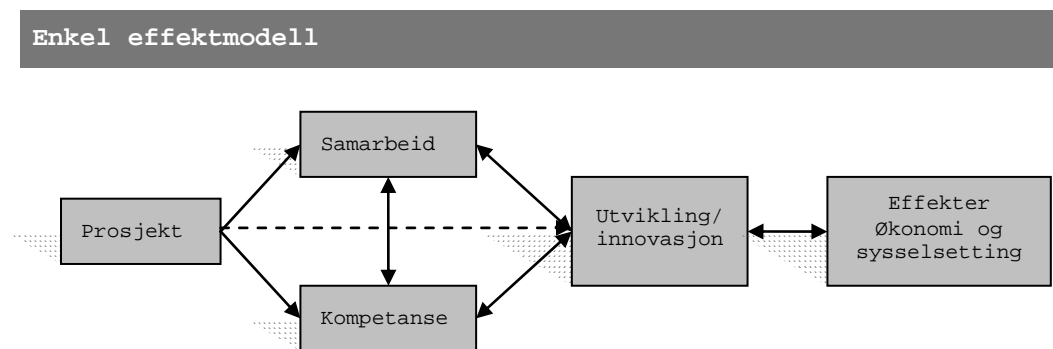 Enkel effektmodell
Samarbeid
Prosjekt
Utvikling/
innovasjon
Effekter
Økonomi og
sysselsetting
Kompetanse